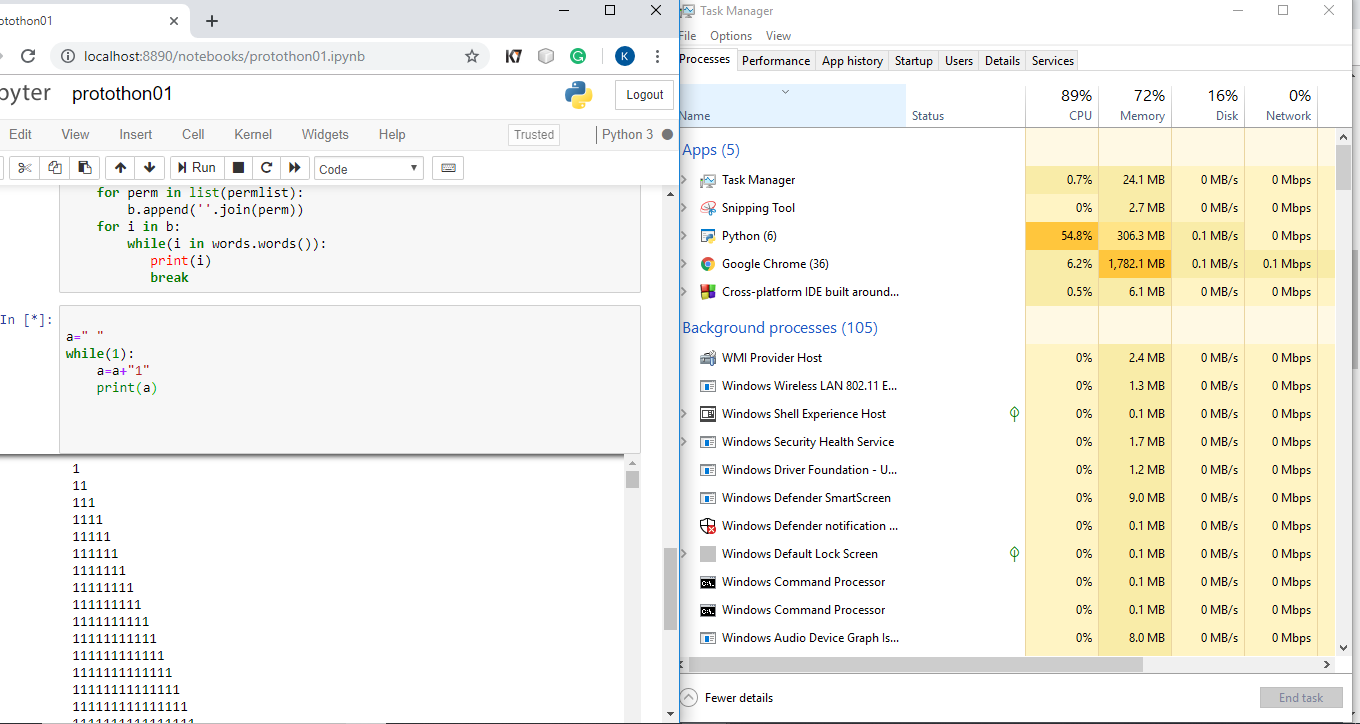 otothon01
localhost:8890/notebooks/protothon01.ipynb
K7
K
pyter protothon01
Logout
Edit View Insert Cell Kernel Widgets Help
Trusted
Python 3
Run
Code
for perm in list(permlist):
b.append(''.join(perm))
for i in b:
while(i in words.words()):
print(i)
break
In [*]:
a=" "
while(1):
a=a+"1"
print(a)
1
11
111
1111
11111
111111
1111111
11111111
111111111
1111111111
11111111111
111111111111
1111111111111
11111111111111
111111111111111
1111111111111111
Task Manager
File Options View
Processes Performance App history Startup Users Details Services
89% 72% 16% 0%
Name Status CPU Memory Disk Network
Apps (5)
Task Manager 0.7% 24.1 MB 0 MB/s 0 Mbps
Snipping Tool 0% 2.7 MB 0 MB/s 0 Mbps
Python (6) 54.8% 306.3 MB 0.1 MB/s 0 Mbps
Google Chrome (36) 6.2% 1,782.1 MB 0.1 MB/s 0.1 Mbps
Cross-platform IDE built around... 0.5% 6.1 MB 0 MB/s 0 Mbps
Background processes (105)
WMI Provider Host 0% 2.4 MB 0 MB/s 0 Mbps
Windows Wireless LAN 802.11 E... 0% 1.3 MB 0 MB/s 0 Mbps
Windows Shell Experience Host 0% 0.1 MB 0 MB/s 0 Mbps
Windows Security Health Service 0% 1.7 MB 0 MB/s 0 Mbps
Windows Driver Foundation - U... 0% 1.2 MB 0 MB/s 0 Mbps
Windows Defender SmartScreen 0% 9.0 MB 0 MB/s 0 Mbps
Windows Defender notification ... 0% 0.1 MB 0 MB/s 0 Mbps
Windows Default Lock Screen 0% 0.1 MB 0 MB/s 0 Mbps
Windows Command Processor 0% 0.1 MB 0 MB/s 0 Mbps
Windows Command Processor 0% 0.1 MB 0 MB/s 0 Mbps
Windows Audio Device Graph Is... 0% 8.0 MB 0 MB/s 0 Mbps
Fewer details
End task